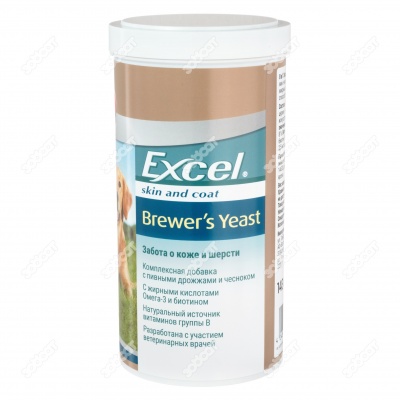 Excel®
skin and coat
Brewer's Yeast
Забота о коже и шерсти
Комплексная добавка
с пивными дрожжами и чесноком
С жирными кислотами
Омега-3 и биотином
Натуральный источник
витаминов группы B
Разработана с участием
ветеринарных врачей